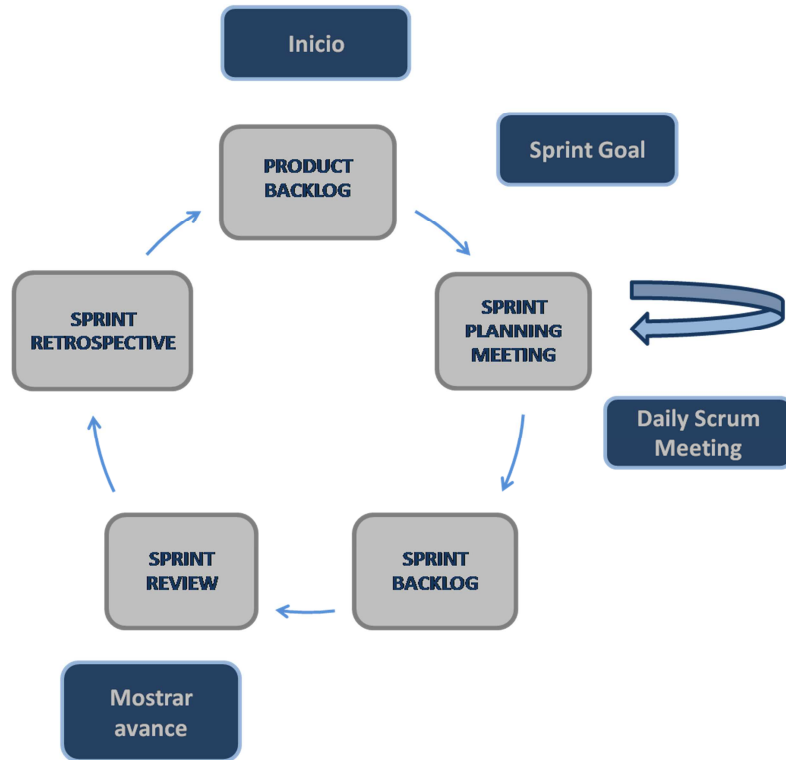 Inicio
Sprint Goal
PRODUCT
BACKLOG
SPRINT
PLANNING
MEETING
SPRINT
RETROSPECTIVE
Daily Scrum
Meeting
SPRINT
REVIEW
SPRINT
BACKLOG
Mostrar
avance